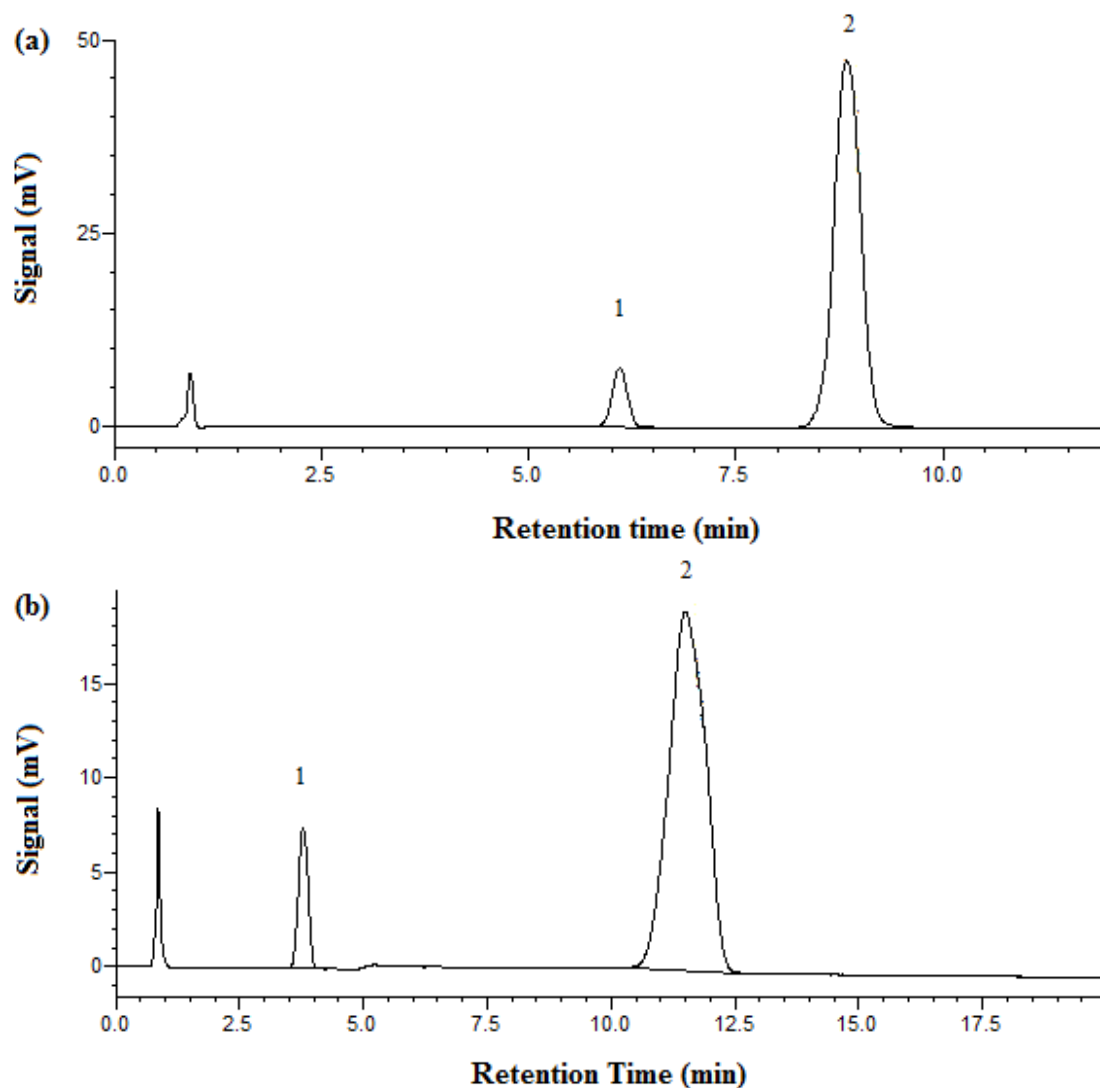 (a)
2
50
1
25
0
Signal (mV)
0.0 2.5 5.0 7.5 10.0
Retention time (min)
(b)
2
15
1
10
5
0
Signal (mV)
0.0 2.5 5.0 7.5 10.0 12.5 15.0 17.5
Retention Time (min)